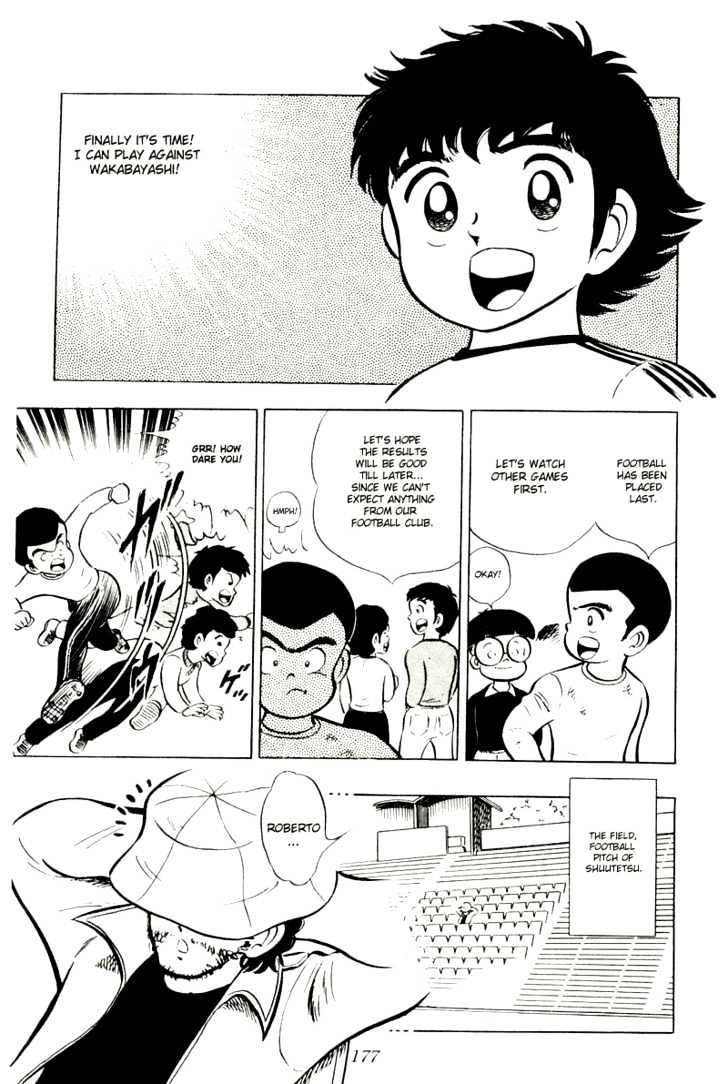 FINALLY IT'S TIME!
I CAN PLAY AGAINST
WAKABAYASHI!
FOOTBALL
HAS BEEN
PLACED
LAST.
LET'S WATCH
OTHER GAMES
FIRST.
OKAY!
LET'S HOPE
THE RESULTS
WILL BE GOOD
TILL LATER...
SINCE WE CAN'T
EXPECT ANYTHING
FROM OUR
FOOTBALL CLUB.
HMPH!
GRR! HOW
DARE YOU!
THE FIELD,
FOOTBALL
PITCH OF
SHUUTETSU.
ROBERTO
...
177